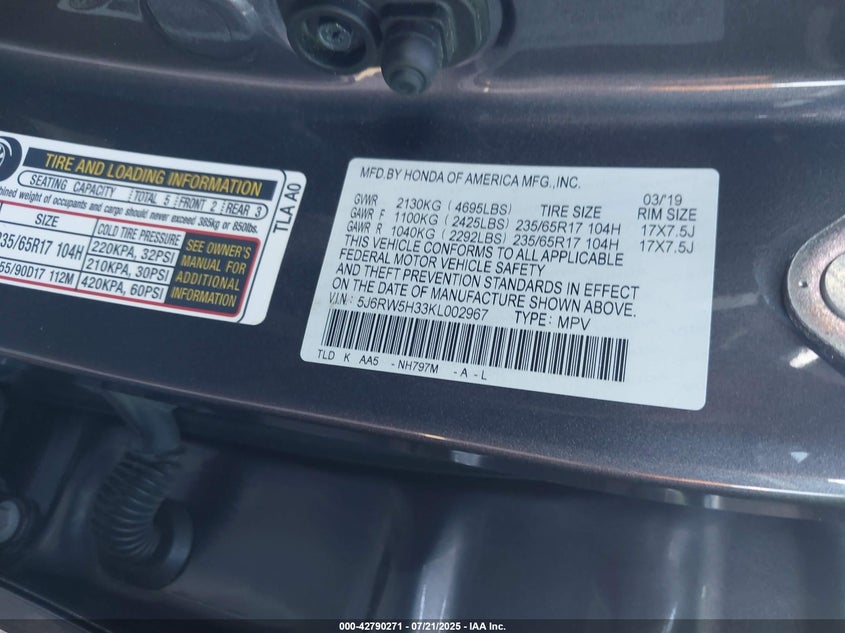 TIRE AND LOADING INFORMATION
SEATING CAPACITY TOTAL 5 FRONT 2 REAR 3
bined weight of occupants and cargo should never exceed 385kg or 850lbs.
SIZE COLD TIRE PRESSURE
235/65R17 104H 220KPA, 32PSI
210KPA, 30PSI
55/90D17 112M 420KPA, 60PSI
SEE OWNER'S
MANUAL FOR
ADDITIONAL
INFORMATION
TLA A0
MFD.BY HONDA OF AMERICA MFG.,INC.
03/'19
GVWR 2130KG (4695LBS) TIRE SIZE RIM SIZE
GAWR F 1100KG (2425LBS) 235/65R17 104H 17X7.5J
GAWR R 1040KG (2292LBS) 235/65R17 104H 17X7.5J
THIS VEHICLE CONFORMS TO ALL APPLICABLE
FEDERAL MOTOR VEHICLE SAFETY
AND THEFT PREVENTION STANDARDS IN EFFECT
ON THE DATE OF MANUFACTURE SHOWN ABOVE.
V.I.N: 5J6RW5H33KL002967 TYPE: MPV
TLD K AA5 -NH797M -A-L
000-42790271 - 07/21/2025 - IAA Inc.